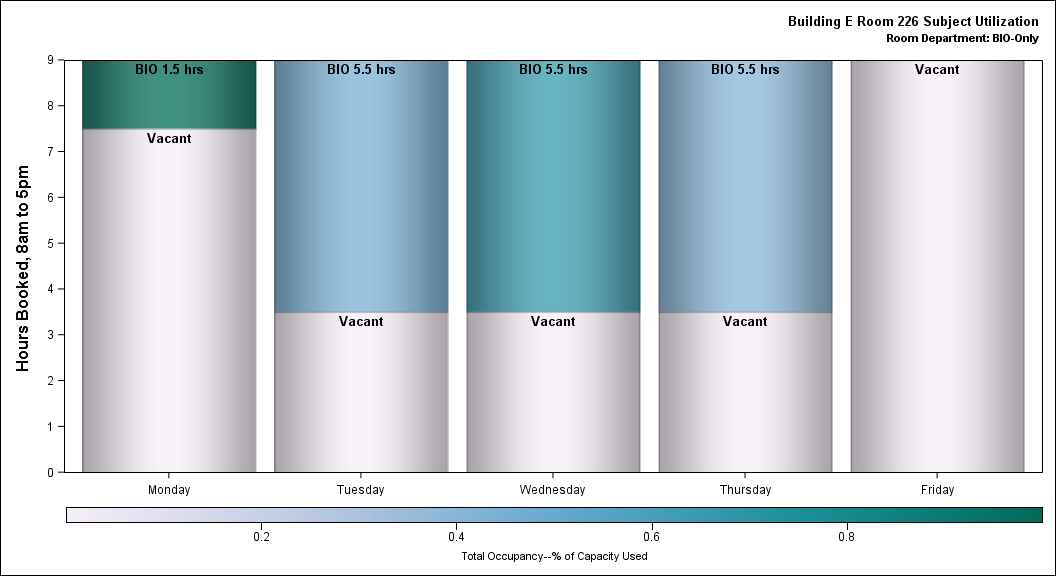 Building E Room 226 Subject Utilization
Room Department: BIO-Only
Hours Booked, 8am to 5pm
9
8
7
6
5
4
3
2
1
0
BIO 1.5 hrs
Vacant
BIO 5.5 hrs
Vacant
BIO 5.5 hrs
Vacant
BIO 5.5 hrs
Vacant
Vacant
Monday
Tuesday
Wednesday
Thursday
Friday
0.2
0.4
0.6
0.8
Total Occupancy--% of Capacity Used